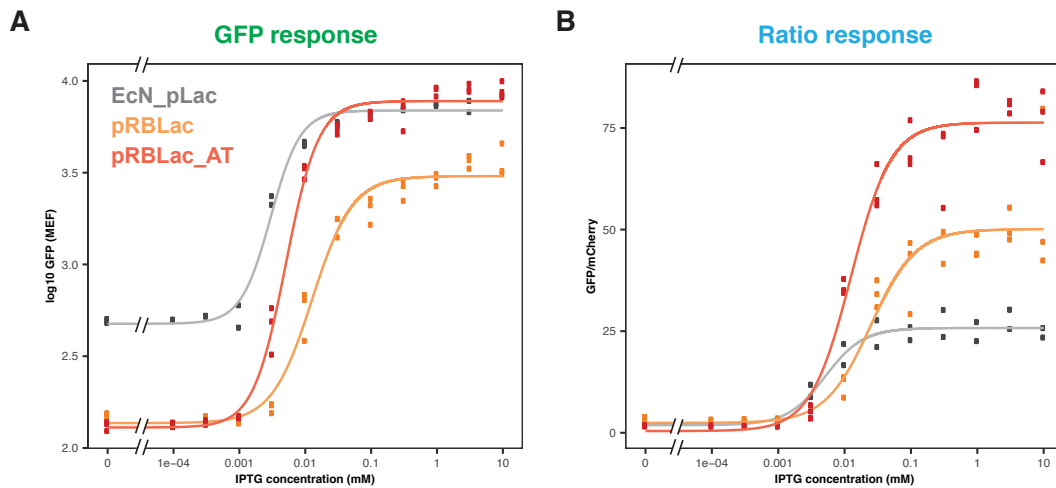 A
GFP response
EcN_pLac
pRBLac
pRBLac_AT
log10 GFP (MEF)
4.0
3.5
3.0
2.5
2.0
0
1e−04
0.001
0.01
0.1
1
10
IPTG concentration (mM)
B
Ratio response
GFP/mCherry
75
50
25
0
0
1e−04
0.001
0.01
0.1
1
10
IPTG concentration (mM)